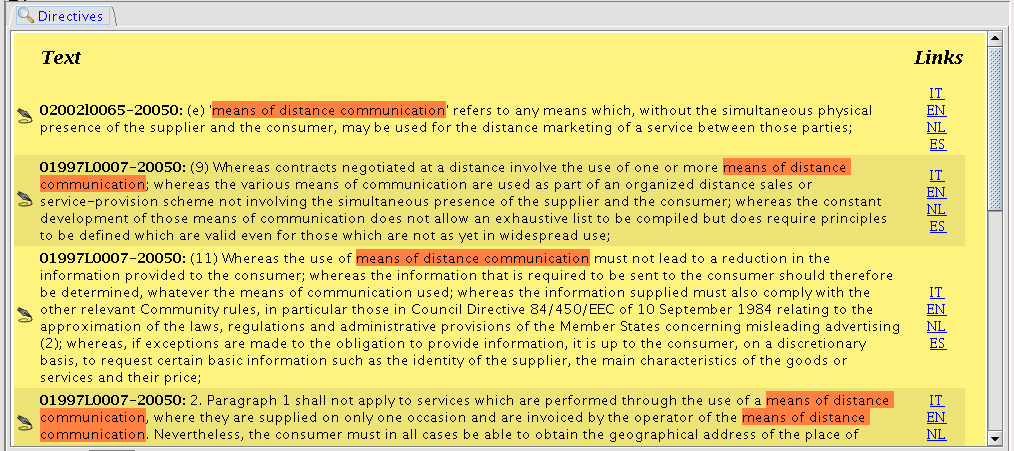 Directives
Text Links
02002l0065-20050: (e) 'means of distance communication' refers to any means which, without the simultaneous physical
presence of the supplier and the consumer, may be used for the distance marketing of a service between those parties;
IT
EN
NL
ES
01997L0007-20050: (9) Whereas contracts negotiated at a distance involve the use of one or more means of distance
communication; whereas the various means of communication are used as part of an organized distance sales or
service-provision scheme not involving the simultaneous presence of the supplier and the consumer; whereas the constant
development of those means of communication does not allow an exhaustive list to be compiled but does require principles
to be defined which are valid even for those which are not as yet in widespread use;
IT
EN
NL
ES
01997L0007-20050: (11) Whereas the use of means of distance communication must not lead to a reduction in the
information provided to the consumer; whereas the information that is required to be sent to the consumer should therefore
be determined, whatever the means of communication used; whereas the information supplied must also comply with the
other relevant Community rules, in particular those in Council Directive 84/450/EEC of 10 September 1984 relating to the
approximation of the laws, regulations and administrative provisions of the Member States concerning misleading advertising
(2); whereas, if exceptions are made to the obligation to provide information, it is up to the consumer, on a discretionary
basis, to request certain basic information such as the identity of the supplier, the main characteristics of the goods or
services and their price;
IT
EN
NL
ES
01997L0007-20050: 2. Paragraph 1 shall not apply to services which are performed through the use of a means of distance
communication, where they are supplied on only one occasion and are invoiced by the operator of the means of distance
communication. Nevertheless, the consumer must in all cases be able to obtain the geographical address of the place of
IT
EN
NL